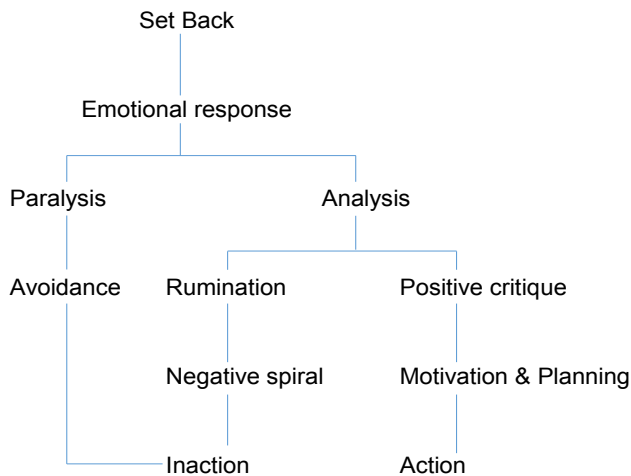 Set Back
Emotional response
Paralysis
Analysis
Avoidance
Rumination
Positive critique
Negative spiral
Motivation & Planning
Inaction
Action